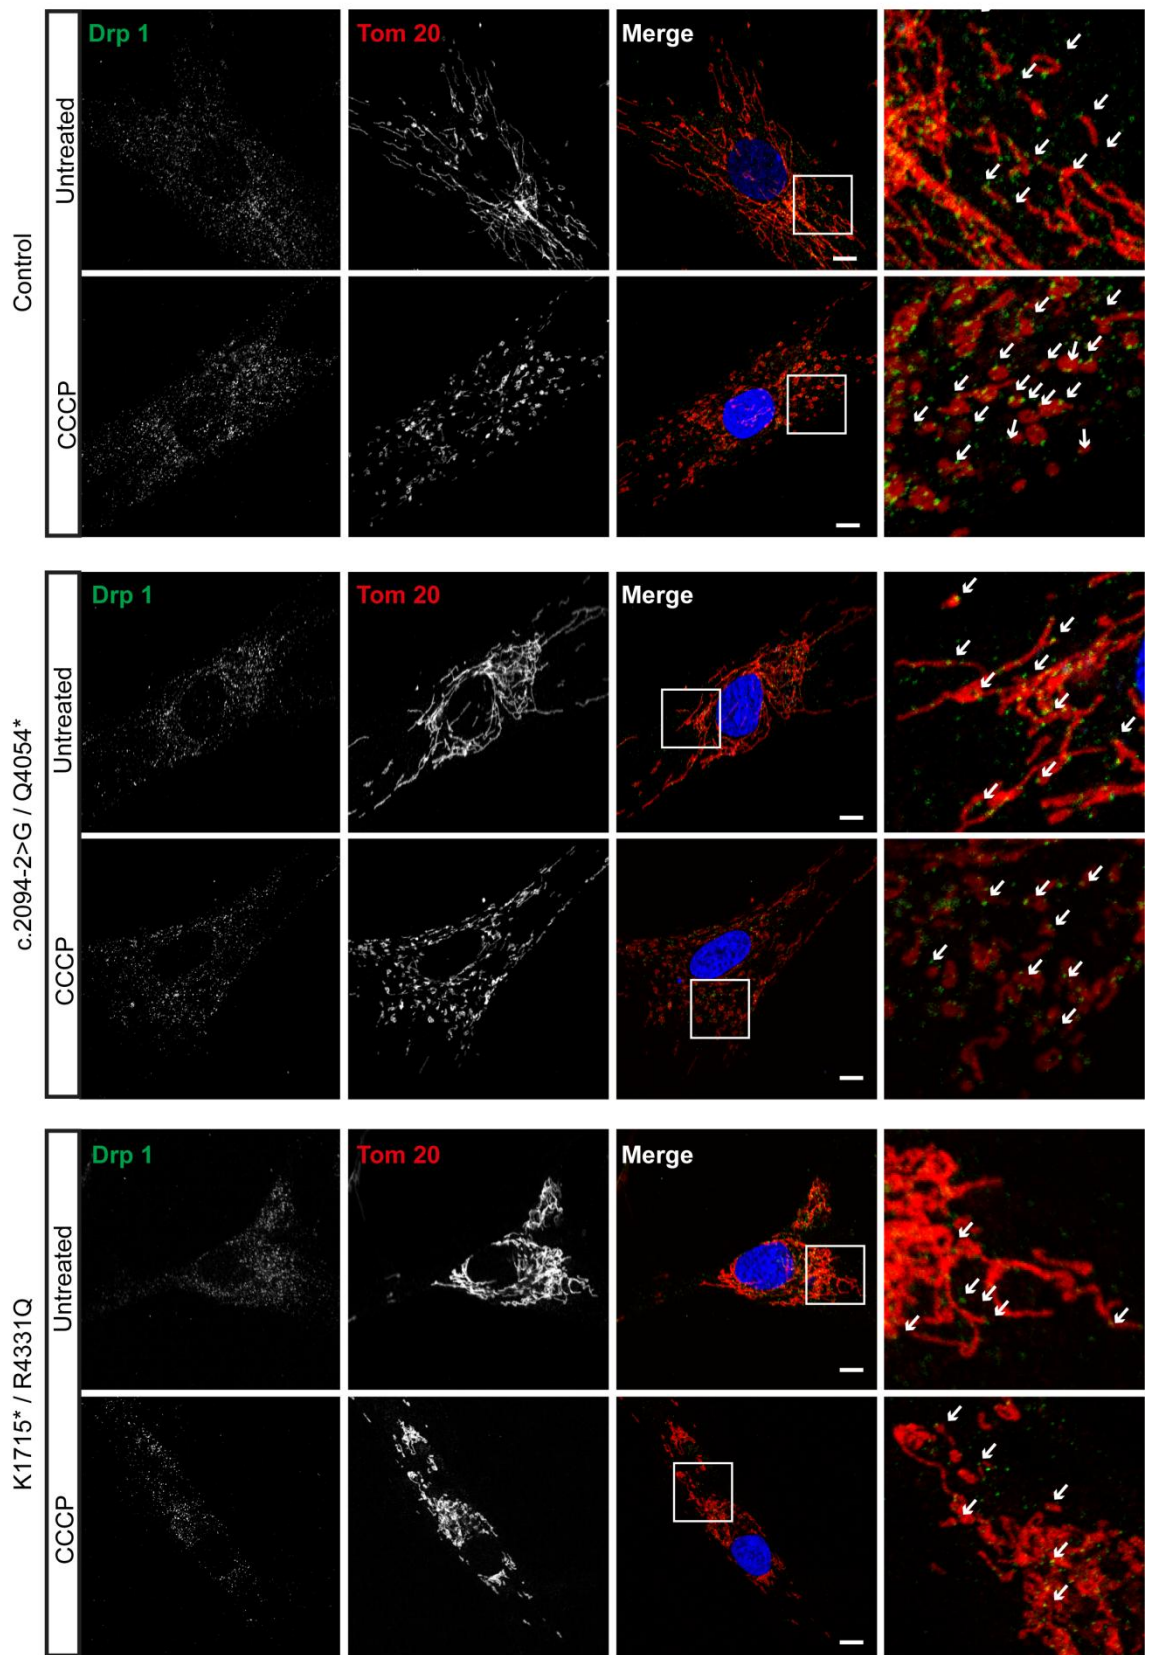 Drp 1
Tom 20
Merge
Control
Untreated
CCCP
Drp 1
Tom 20
Merge
c.2094-2>G / Q4054*
Untreated
CCCP
Drp 1
Tom 20
Merge
K1715* / R4331Q
Untreated
CCCP